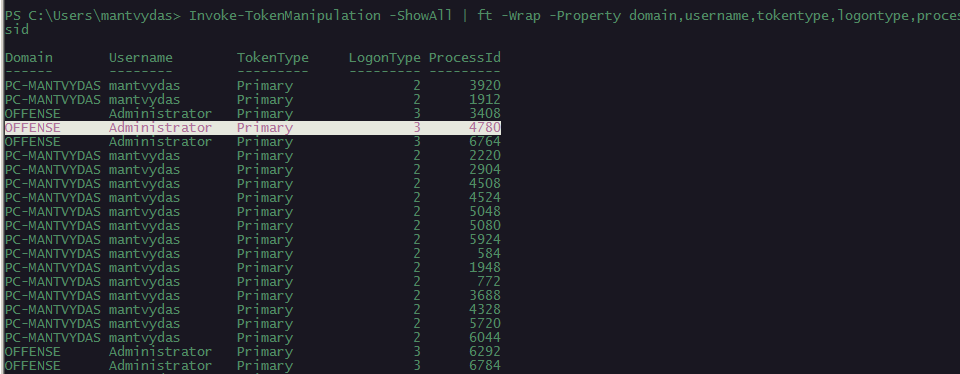 PS C:\Users\mantvydas> Invoke-TokenManipulation -ShowAll | ft -Wrap -Property domain,username,tokentype,logontype,proces
sid
Domain Username TokenType LogonType ProcessId
------ -------- --------- --------- ---------
PC-MANTVYDAS mantvydas Primary 2 3920
PC-MANTVYDAS mantvydas Primary 2 1912
OFFENSE Administrator Primary 3 3408
OFFENSE Administrator Primary 3 4780
OFFENSE Administrator Primary 3 6764
PC-MANTVYDAS mantvydas Primary 2 2220
PC-MANTVYDAS mantvydas Primary 2 2904
PC-MANTVYDAS mantvydas Primary 2 4508
PC-MANTVYDAS mantvydas Primary 2 4524
PC-MANTVYDAS mantvydas Primary 2 5048
PC-MANTVYDAS mantvydas Primary 2 5080
PC-MANTVYDAS mantvydas Primary 2 5924
PC-MANTVYDAS mantvydas Primary 2 584
PC-MANTVYDAS mantvydas Primary 2 1948
PC-MANTVYDAS mantvydas Primary 2 772
PC-MANTVYDAS mantvydas Primary 2 3688
PC-MANTVYDAS mantvydas Primary 2 4328
PC-MANTVYDAS mantvydas Primary 2 5720
PC-MANTVYDAS mantvydas Primary 2 6044
OFFENSE Administrator Primary 3 6292
OFFENSE Administrator Primary 3 6784